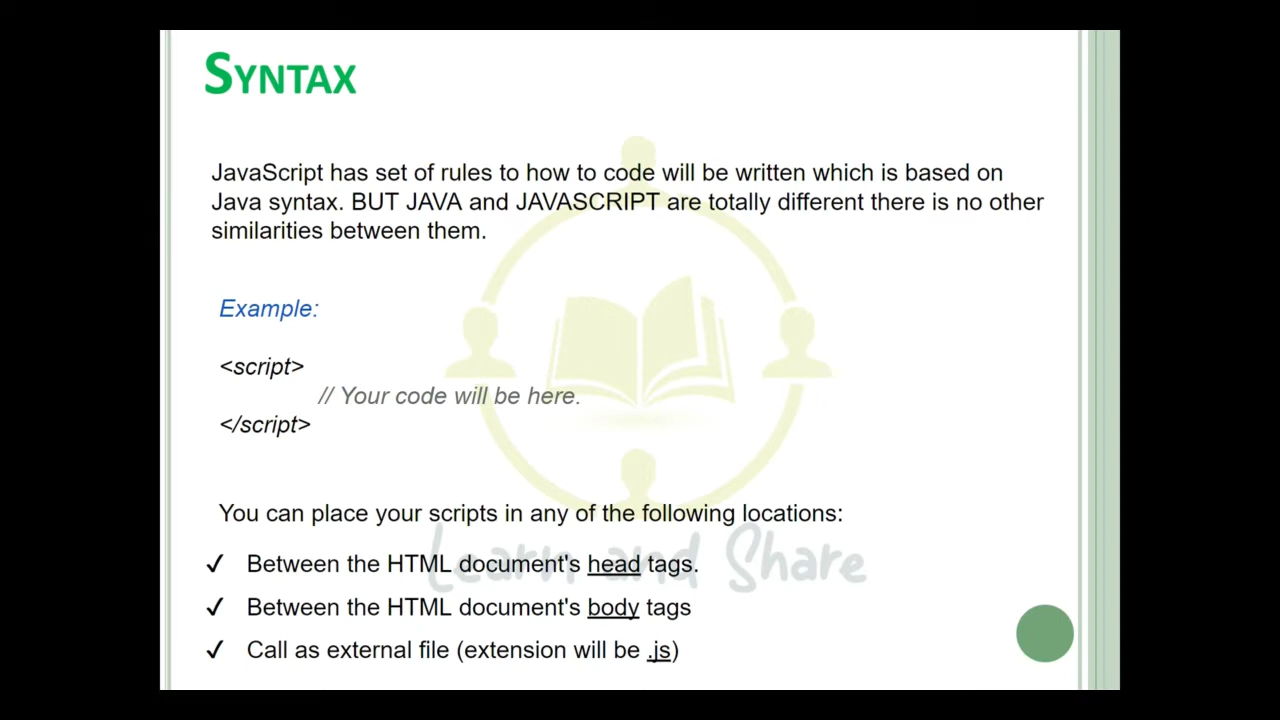 SYNTAX
JavaScript has set of rules to how to code will be written which is based on
Java syntax. BUT JAVA and JAVASCRIPT are totally different there is no other
similarities between them.
Example:
<script>
// Your code will be here.
</script>
You can place your scripts in any of the following locations:
✓ Between the HTML document's head tags.
✓ Between the HTML document's body tags
✓ Call as external file (extension will be .js)
Learn and Share